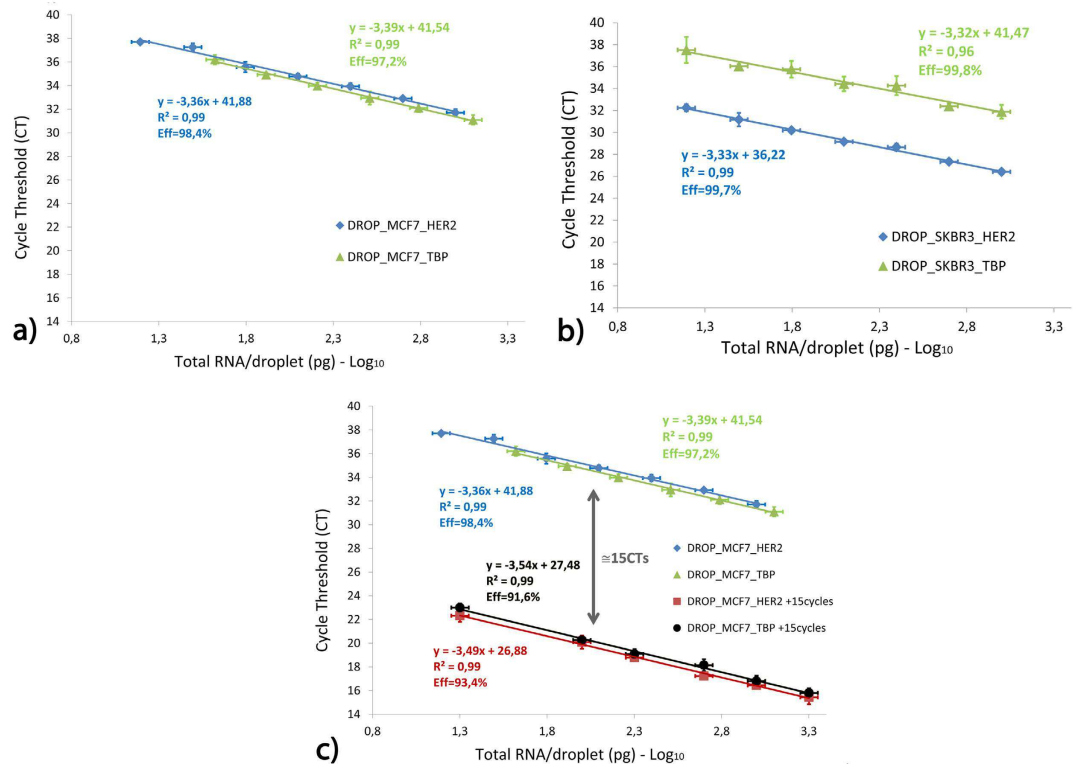 y = -3,39x + 41,54
R² = 0,99
Eff=97,2%
y = -3,36x + 41,88
R² = 0,99
Eff=98,4%
DROP_MCF7_HER2
DROP_MCF7_TBP
Cycle Threshold (CT)
40
38
36
34
32
30
28
26
24
22
20
18
16
14
0,8
1,3
1,8
2,3
2,8
3,3
Total RNA/droplet (pg) - Log₁₀
a)
y = -3,32x + 41,47
R² = 0,96
Eff=99,8%
y = -3,33x + 36,22
R² = 0,99
Eff=99,7%
DROP_SKBR3_HER2
DROP_SKBR3_TBP
Cycle Threshold (CT)
40
38
36
34
32
30
28
26
24
22
20
18
16
14
0,8
1,3
1,8
2,3
2,8
3,3
Total RNA/droplet (pg) - Log₁₀
b)
y = -3,39x + 41,54
R² = 0,99
Eff=97,2%
y = -3,36x + 41,88
R² = 0,99
Eff=98,4%
≅15CTs
y = -3,54x + 27,48
R² = 0,99
Eff=91,6%
y = -3,49x + 26,88
R² = 0,99
Eff=93,4%
DROP_MCF7_HER2
DROP_MCF7_TBP
DROP_MCF7_HER2 +15cycles
DROP_MCF7_TBP +15cycles
Cycle Threshold (CT)
40
38
36
34
32
30
28
26
24
22
20
18
16
14
0,8
1,3
1,8
2,3
2,8
3,3
Total RNA/droplet (pg) - Log₁₀
c)